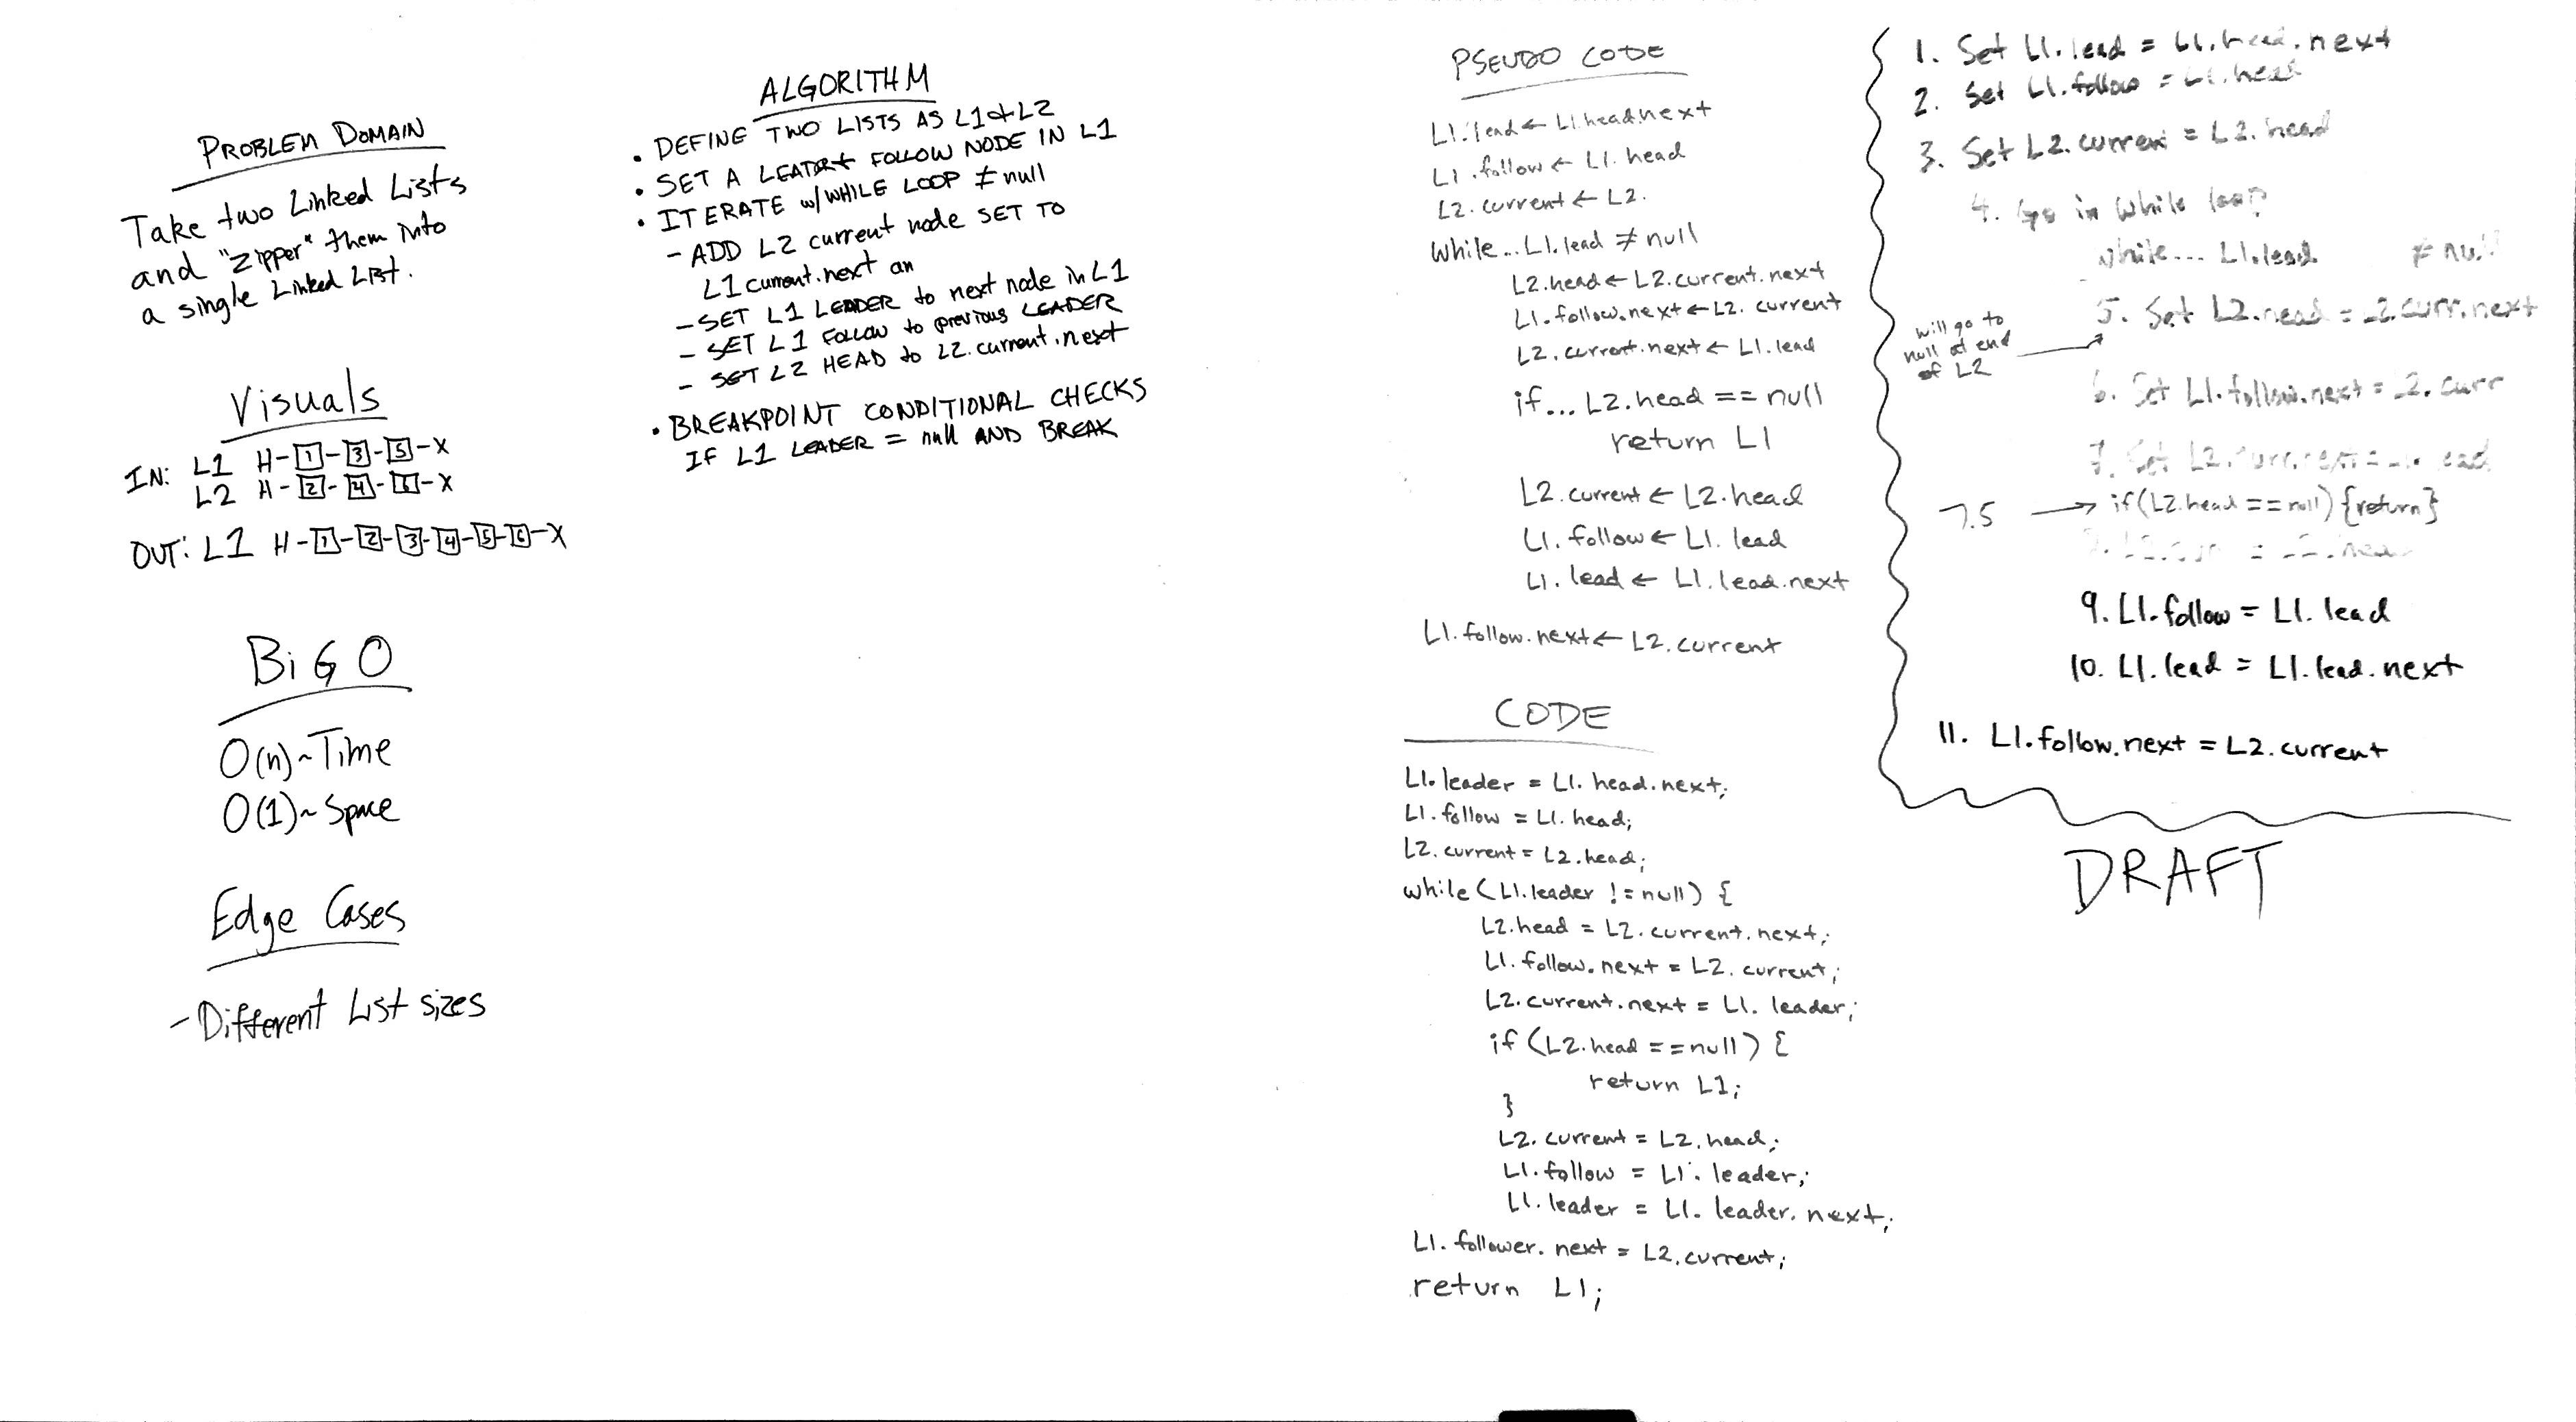 PROBLEM DOMAIN
Take two Linked Lists
and "zipper" them into
a single Linked List.
Visuals
IN: L1 H-1-3-5-X
L2 H-2-4-6-X
OUT: L1 H-1-2-3-4-5-6-X
BiG O
O(n)~Time
O(1)~Space
Edge Cases
- Different List sizes
ALGORITHM
• DEFINE TWO LISTS AS L1 & L2
• SET A FOLLOW NODE IN L1
• ITERATE w/WHILE LOOP ≠ null
- ADD L2 current node SET TO
L1 current.next an
- SET L1 LEADER to next node in L1
- SET L1 FOLLOW to previous LEADER
- SET L2 HEAD to L2.current.next
• BREAKPOINT CONDITIONAL CHECKS
IF L1 LEADER = null AND BREAK
PSEUDO CODE
L1.lead ← L1.head.next
L1.follow ← L1.head
L2.current ← L2.
While... L1.lead ≠ null
L2.head ← L2.current.next
L1.follow.next ← L2.current
L2.current.next ← L1.lead
if... L2.head == null
return L1
L2.current ← L2.head
L1.follow ← L1.lead
L1.lead ← L1.lead.next
L1.follow.next ← L2.current
CODE
L1.leader = L1.head.next;
L1.follow = L1.head;
L2.current = L2.head;
while (L1.leader != null) {
L2.head = L2.current.next;
L1.follow.next = L2.current;
L2.current.next = L1.leader;
if (L2.head == null) {
return L1;
}
L2.current = L2.head;
L1.follow = L1.leader;
L1.leader = L1.leader.next;
L1.follower.next = L2.current;
return L1;
1. Set L1.lead = L1.head.next
2. Set L1.follow = L1.head
3. Set L2.current = L2.head
4. Go in while loop
while... L1.lead ≠ null
5. Set L2.head = L2.curr.next
will go to
null at end
of L2
6. Set L1.follow.next = L2.curr
7. Set L2.curr.next = lead
7.5 → if(L2.head == null) {return}
L2.curr = L2.head
9. L1.follow = L1.lead
10. L1.lead = L1.lead.next
11. L1.follow.next = L2.current
DRAFT